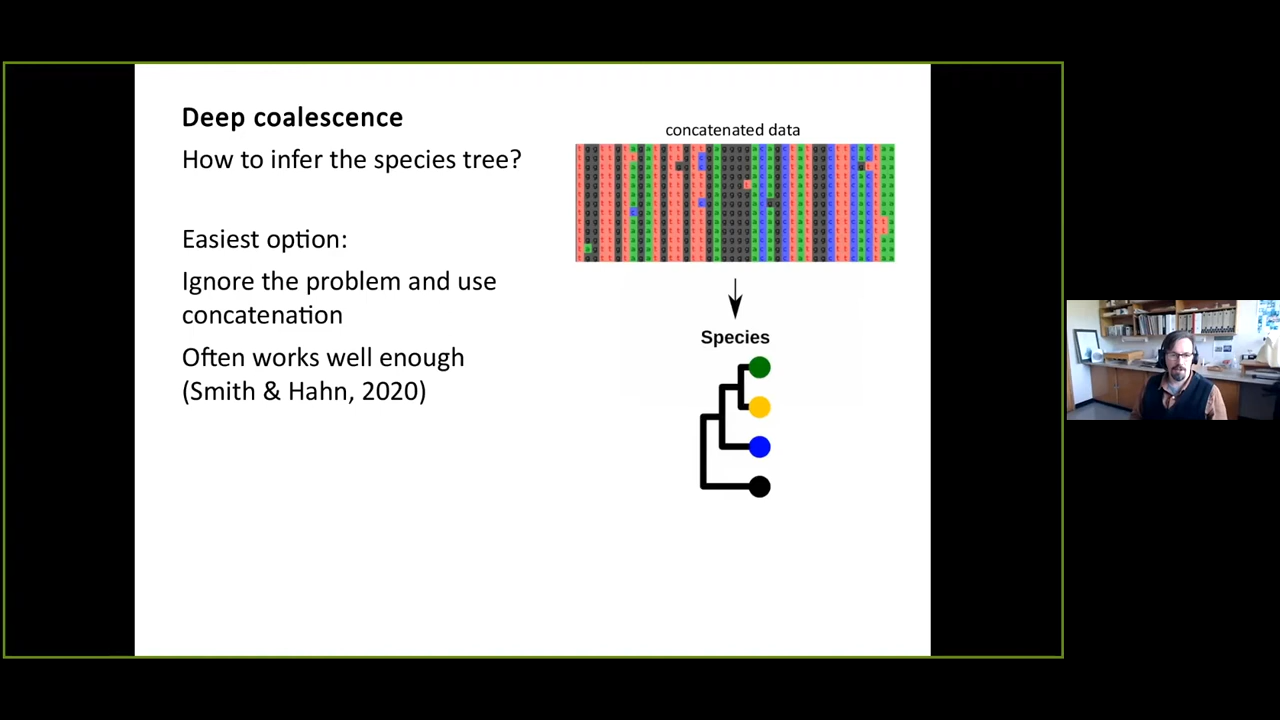 Deep coalescence
How to infer the species tree?
Easiest option:
Ignore the problem and use
concatenation
Often works well enough
(Smith & Hahn, 2020)
concatenated data
Species